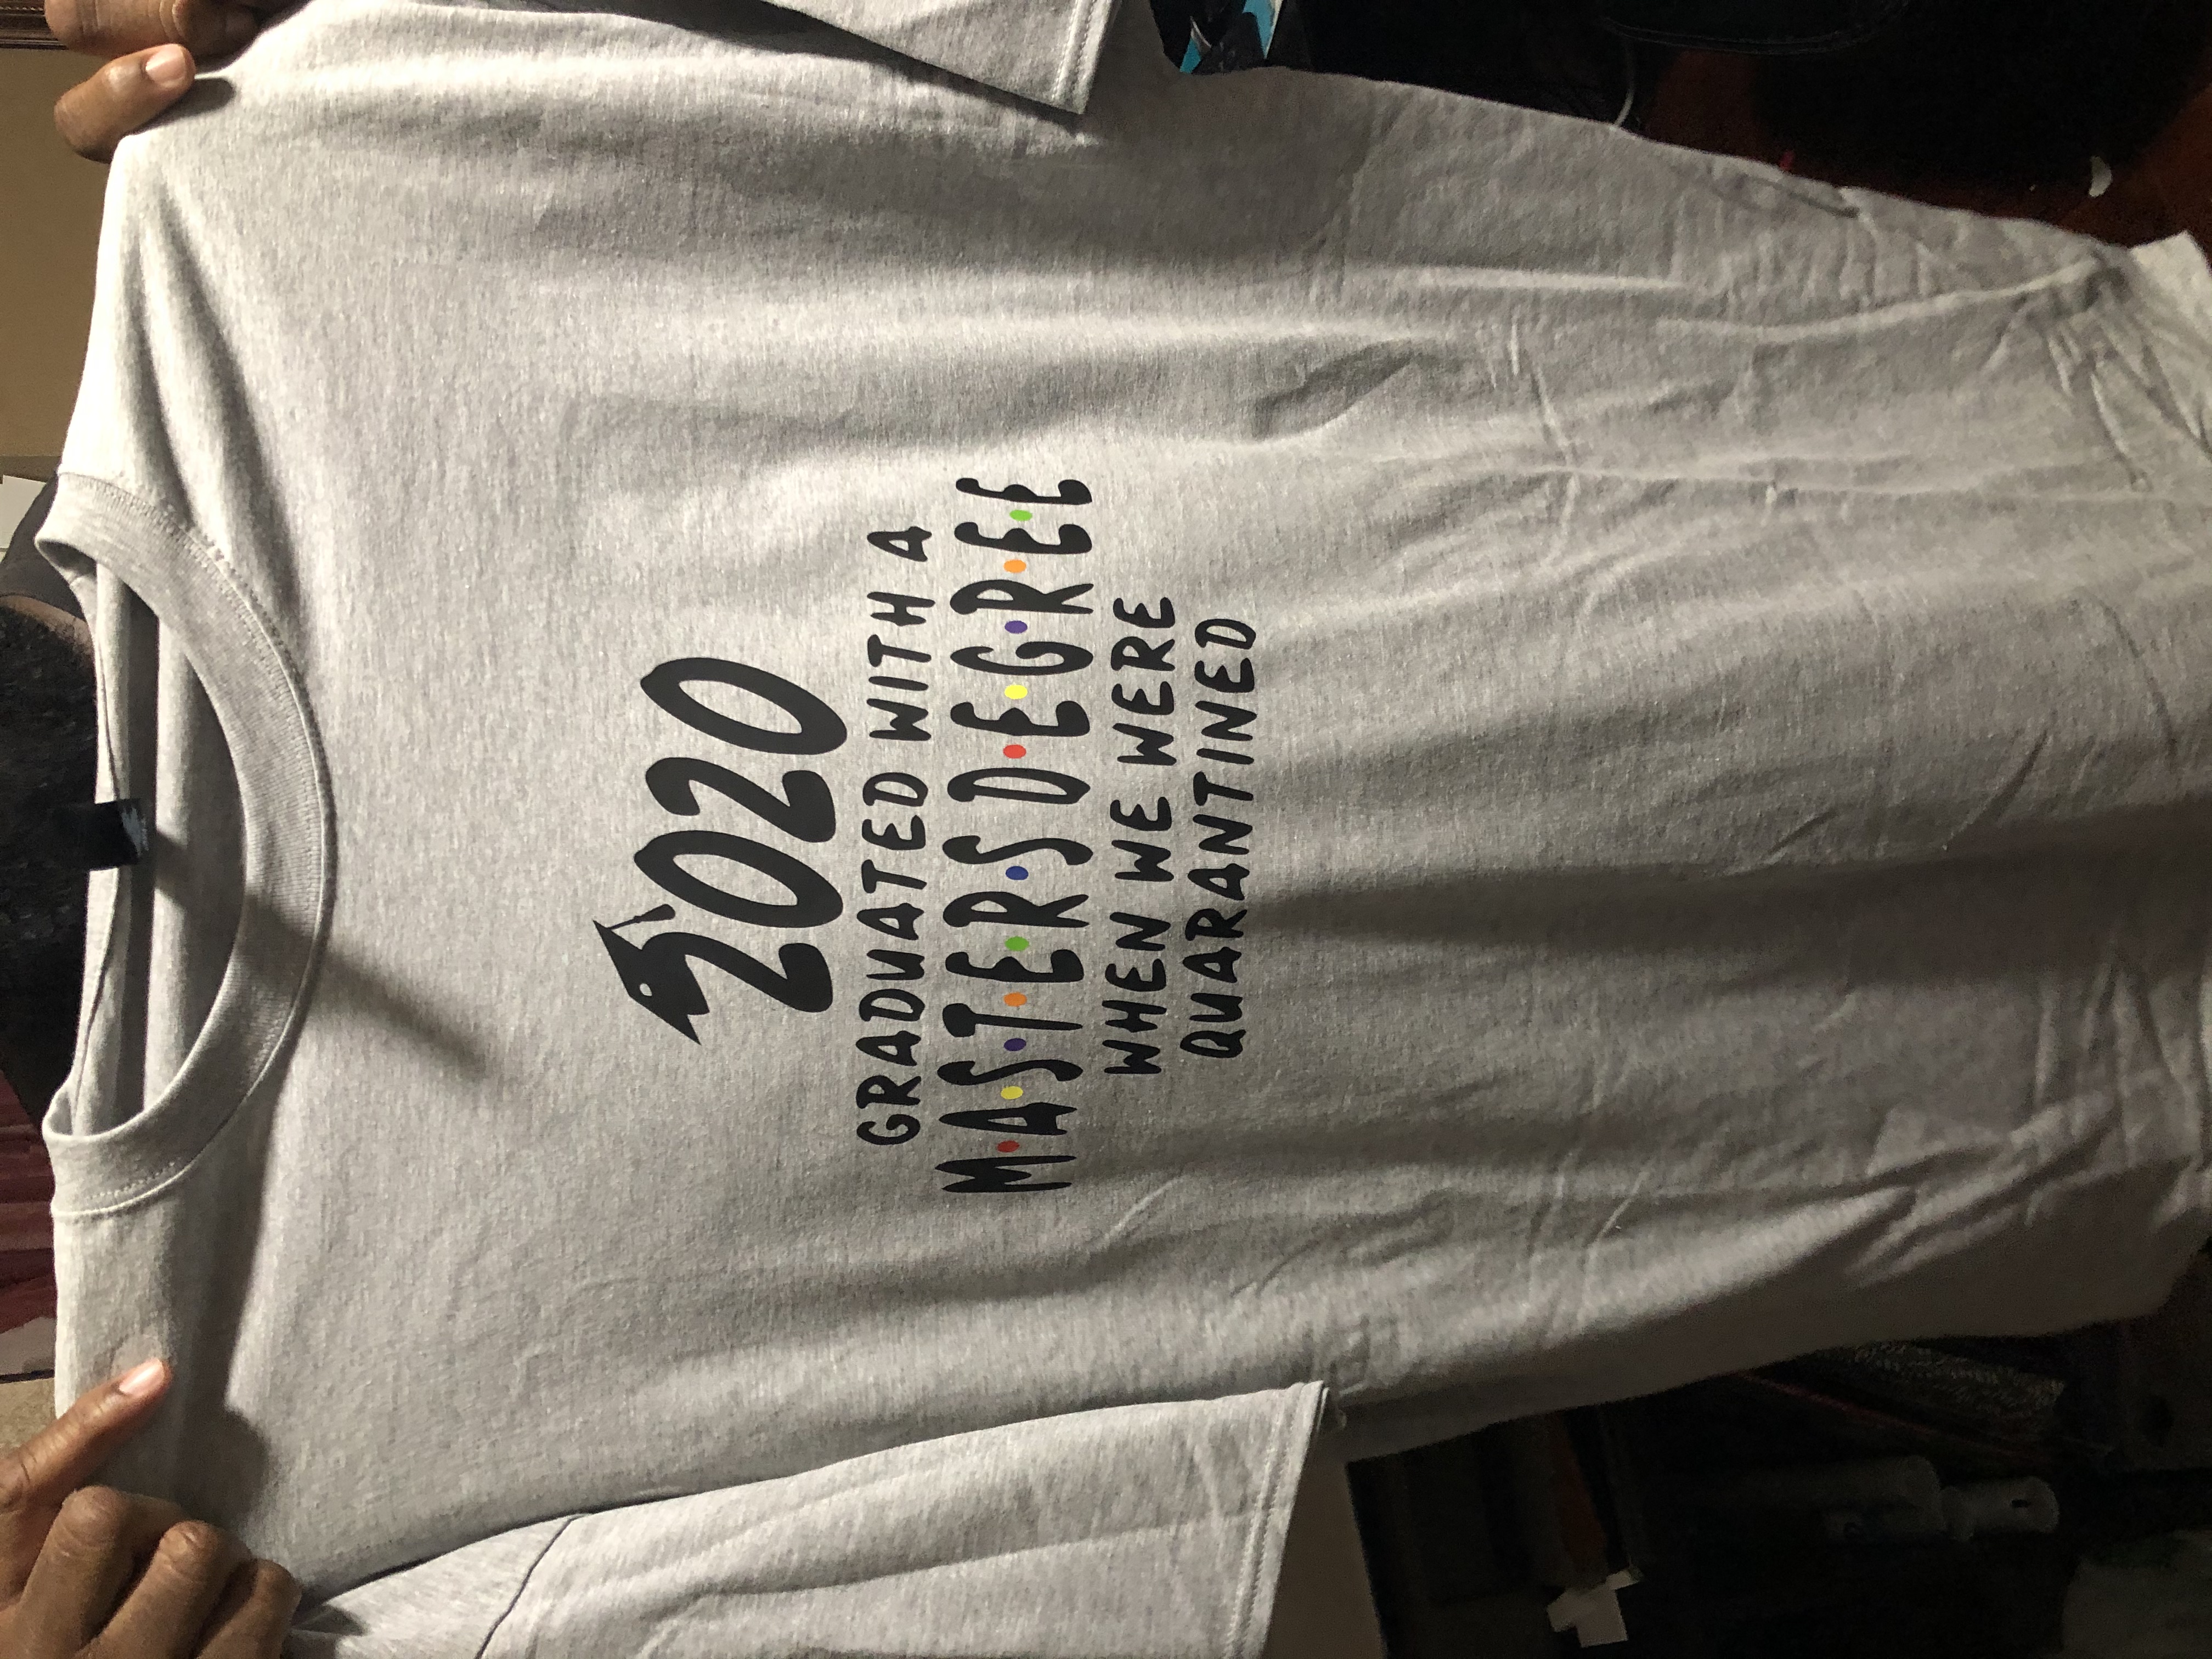 2020
GRADUATED WITH A
M·A·S·T·E·R·S D·E·G·R·E·E
WHEN WE WERE
QUARANTINED